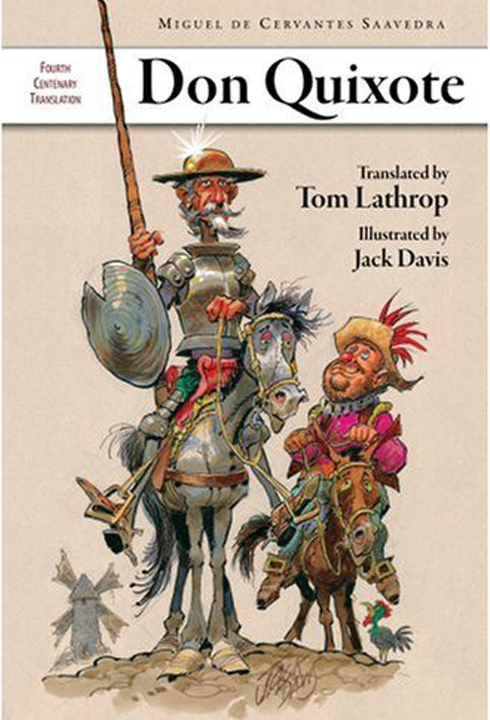 MIGUEL DE CERVANTES SAAVEDRA
FOURTH
CENTENARY
TRANSLATION
Don Quixote
Translated by
Tom Lathrop
Illustrated by
Jack Davis